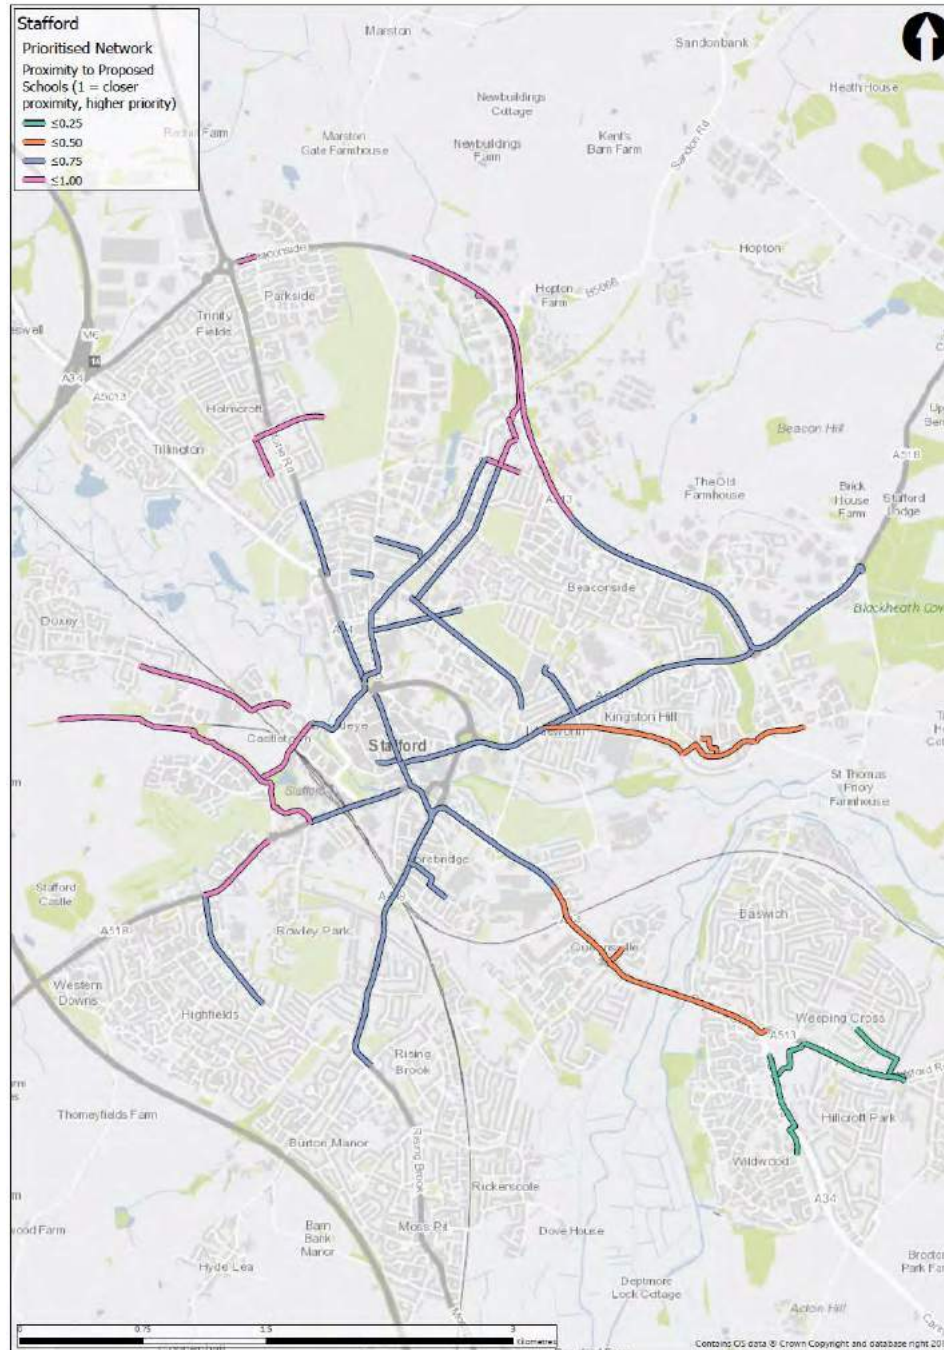 Stafford
Prioritised Network
Proximity to Proposed
Schools (1 = closer
proximity, higher priority)
≤0.25
≤0.50
≤0.75
≤1.00
Marston
Sandonbank
Heath House
Newbuildings
Cottage
Marston
Gate Farmhouse
Newbuildings
Farm
Kent's
Barn Farm
Sandon Rd
Hopton
Parkside
Hopton
Farm
B5066
Trinity
Fields
M6
14
A34
A5013
Holmcroft
Tillington
Beacon Hill
A518
The Old
Farmhouse
Brick
House
Farm
Stafford
Lodge
A513
Beaconside
Blackheath Cov
Doxey
A34
Kingston Hill
Castletown
Stafford
St Thomas
Priory
Farmhouse
Stafford
Stafford
Castle
A518
Rowley Park
Baswich
Western
Downs
Highfields
Weeping Cross
A513
Rising
Brook
Hillcroft Park
Thorneyfields Farm
Burton Manor
Rising Brook
Wildwood
Rickerscote
A34
Moss Pit
Barn
Bank
Manor
Dove House
Hyde Lea
Deptmore
Lock Cottage
Acton Hill
0.75
1.5
3
Kilometres
Contains OS data © Crown Copyright and database right 20